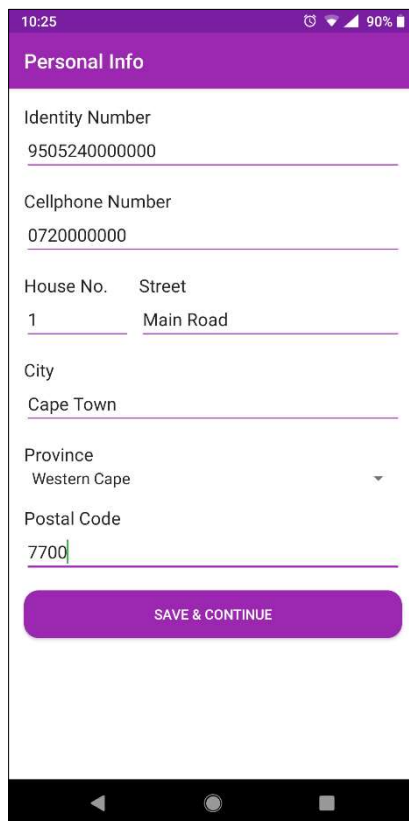 10:25 90%
Personal Info
Identity Number
9505240000000
Cellphone Number
0720000000
House No. Street
1 Main Road
City
Cape Town
Province
Western Cape
Postal Code
7700
SAVE & CONTINUE